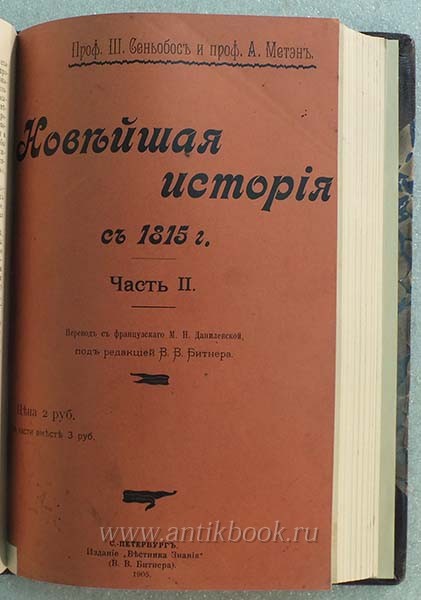 Проф. Ш. Сеньобосъ и проф. А. Метэнъ.
Новѣйшая
исторія
съ 1815 г.
Часть II.
Переводъ съ французскаго М. Н. Данилевской,
подъ редакціей В. В. Битнера.
Цѣна 2 руб.
части вмѣстѣ 3 руб.
www.antikbook.ru
С.-ПЕТЕРБУРГЪ.
Изданіе „Вѣстника Знанія"
(В. В. Битнера).
1905.